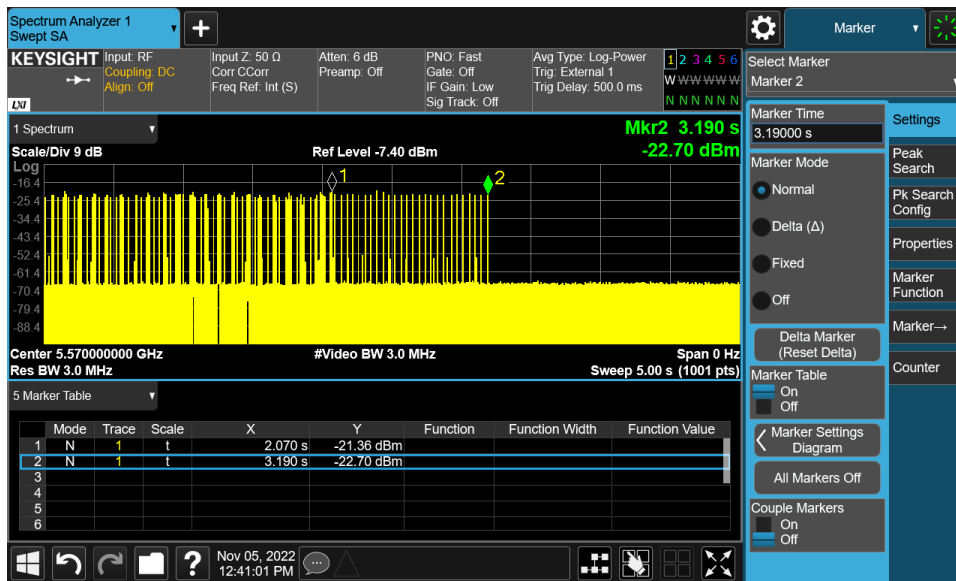 Spectrum Analyzer 1
Swept SA
Marker
KEYSIGHT
LXI
Input: RF
Coupling: DC
Align: Off
Input Z: 50 Ω
Corr CCorr
Freq Ref: Int (S)
Atten: 6 dB
Preamp: Off
PNO: Fast
Gate: Off
IF Gain: Low
Sig Track: Off
Avg Type: Log-Power
Trig: External 1
Trig Delay: 500.0 ms
1 2 3 4 5 6
W W W W W W
N N N N N N
Select Marker
Marker 2
1 Spectrum
Mkr2 3.190 s
Scale/Div 9 dB
Ref Level -7.40 dBm
-22.70 dBm
Log
-16.4
-25.4
-34.4
-43.4
-52.4
-61.4
-70.4
-79.4
-88.4
1
2
Center 5.570000000 GHz
#Video BW 3.0 MHz
Span 0 Hz
Res BW 3.0 MHz
Sweep 5.00 s (1001 pts)
5 Marker Table
Mode Trace Scale X Y Function Function Width Function Value
1 N 1 t 2.070 s -21.36 dBm
2 N 1 t 3.190 s -22.70 dBm
3
4
5
6
Marker Time
3.19000 s
Marker Mode
Normal
Delta (Δ)
Fixed
Off
Delta Marker
(Reset Delta)
Marker Table
On
Off
Marker Settings
Diagram
All Markers Off
Couple Markers
On
Off
Settings
Peak
Search
Pk Search
Config
Properties
Marker
Function
Marker→
Counter
?
Nov 05, 2022
12:41:01 PM